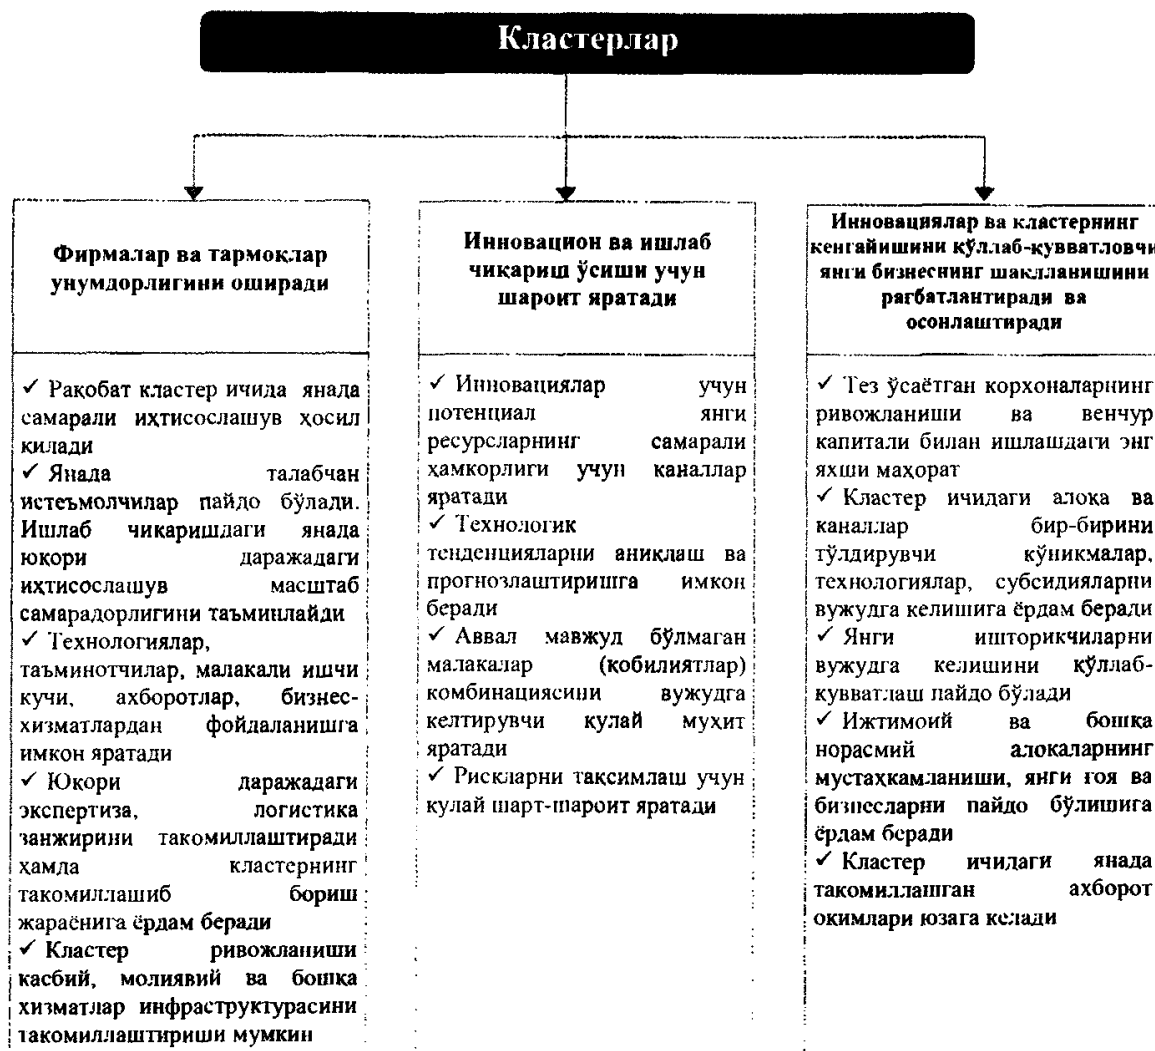 Кластерлар
Фирмалар ва тармоқлар
унумдорлигини оширади
✓ Рақобат кластер ичида янада
самарали иҳтисослашув ҳосил
қилади
✓ Янада талабчан
истеъмолчилар пайдо бўлади.
Ишлаб чиқаришдаги янада
юқори даражадаги
иҳтисослашув масштаб
самарадорлигини таъминлайди
✓ Технологиялар,
таъминотчилар, малакали ишчи
кучи, ахборотлар, бизнес-
хизматлардан фойдаланишга
имкон яратади
✓ Юкори даражадаги
экспертиза, логистика
занжирини такомиллаштиради
ҳамда кластернинг
такомиллашиб бориш
жараёнига ёрдам беради
✓ Кластер ривожланиши
касбий, молиявий ва бошқа
хизматлар инфраструктурасини
такомиллаштириши мумкин
Инновацион ва ишлаб
чиқариш ўсиши учун
шароит яратади
✓ Инновациялар учун
потенциал янги
ресурсларнинг самарали
ҳамкорлиги учун каналлар
яратади
✓ Технологик
тенденцияларни аниқлаш ва
прогнозлаштиришга имкон
беради
✓ Аввал мавжуд бўлмаган
малакалар (қобилиятлар)
комбинациясини вужудга
келтирувчи қулай муҳит
яратади
✓ Рискларни тақсимлаш учун
қулай шарт-шароит яратади
Инновациялар ва кластернинг
кенгайишини қўллаб-қувватловчи
янги бизнеснинг шаклланишини
рағбатлантиради ва
осонлаштиради
✓ Тез ўсаётган корхоналарнинг
ривожланиши ва венчур
капитали билан ишлашдаги энг
яхши маҳорат
✓ Кластер ичидаги алоқа ва
каналлар бир-бирини
тўлдирувчи кўникмалар,
технологиялар, субсидияларни
вужудга келишига ёрдам беради
✓ Янги ишторикчиларни
вужудга келишини қўллаб-
қувватлаш пайдо бўлади
✓ Ижтимоий ва бошқа
норасмий алокаларнинг
мустаҳкамланиши, янги ғоя ва
бизнесларни пайдо бўлишига
ёрдам беради
✓ Кластер ичидаги янада
такомиллашган ахборот
оқимлари юзага келади